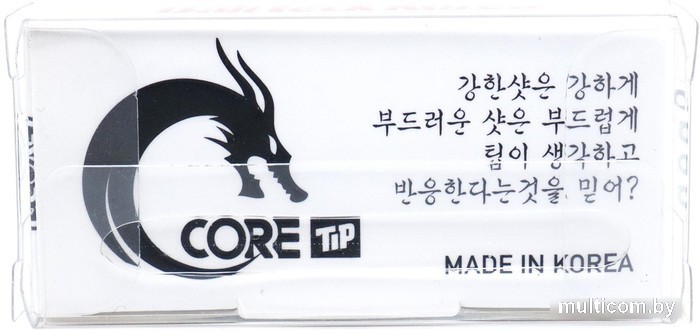 강한샷은 강하게
부드러운 샷은 부드럽게
팁이 생각하고
반응한다는것을 믿어?
CORE TIP
MADE IN KOREA
multicom.by